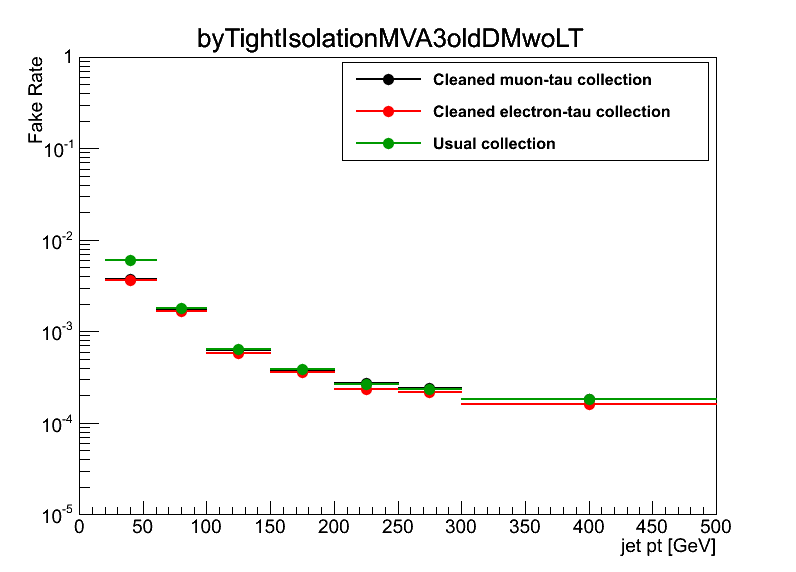 byTightIsolationMVA3oldDMwoLT
Fake Rate
Cleaned muon-tau collection
Cleaned electron-tau collection
Usual collection
1
10^-1
10^-2
10^-3
10^-4
10^-5
0 50 100 150 200 250 300 350 400 450 500
jet pt [GeV]